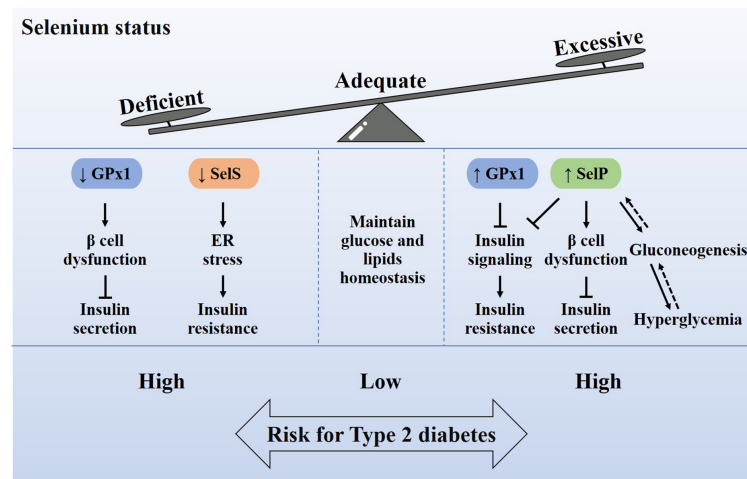 Selenium status
Excessive
Adequate
Deficient
↓ GPx1
↓ SelS
↑ GPx1
↑ SelP
β cell
dysfunction
ER
stress
Maintain
glucose and
lipids
homeostasis
Insulin
signaling
β cell
dysfunction
Gluconeogenesis
Insulin
secretion
Insulin
resistance
Insulin
resistance
Insulin
secretion
Hyperglycemia
High
Low
High
Risk for Type 2 diabetes